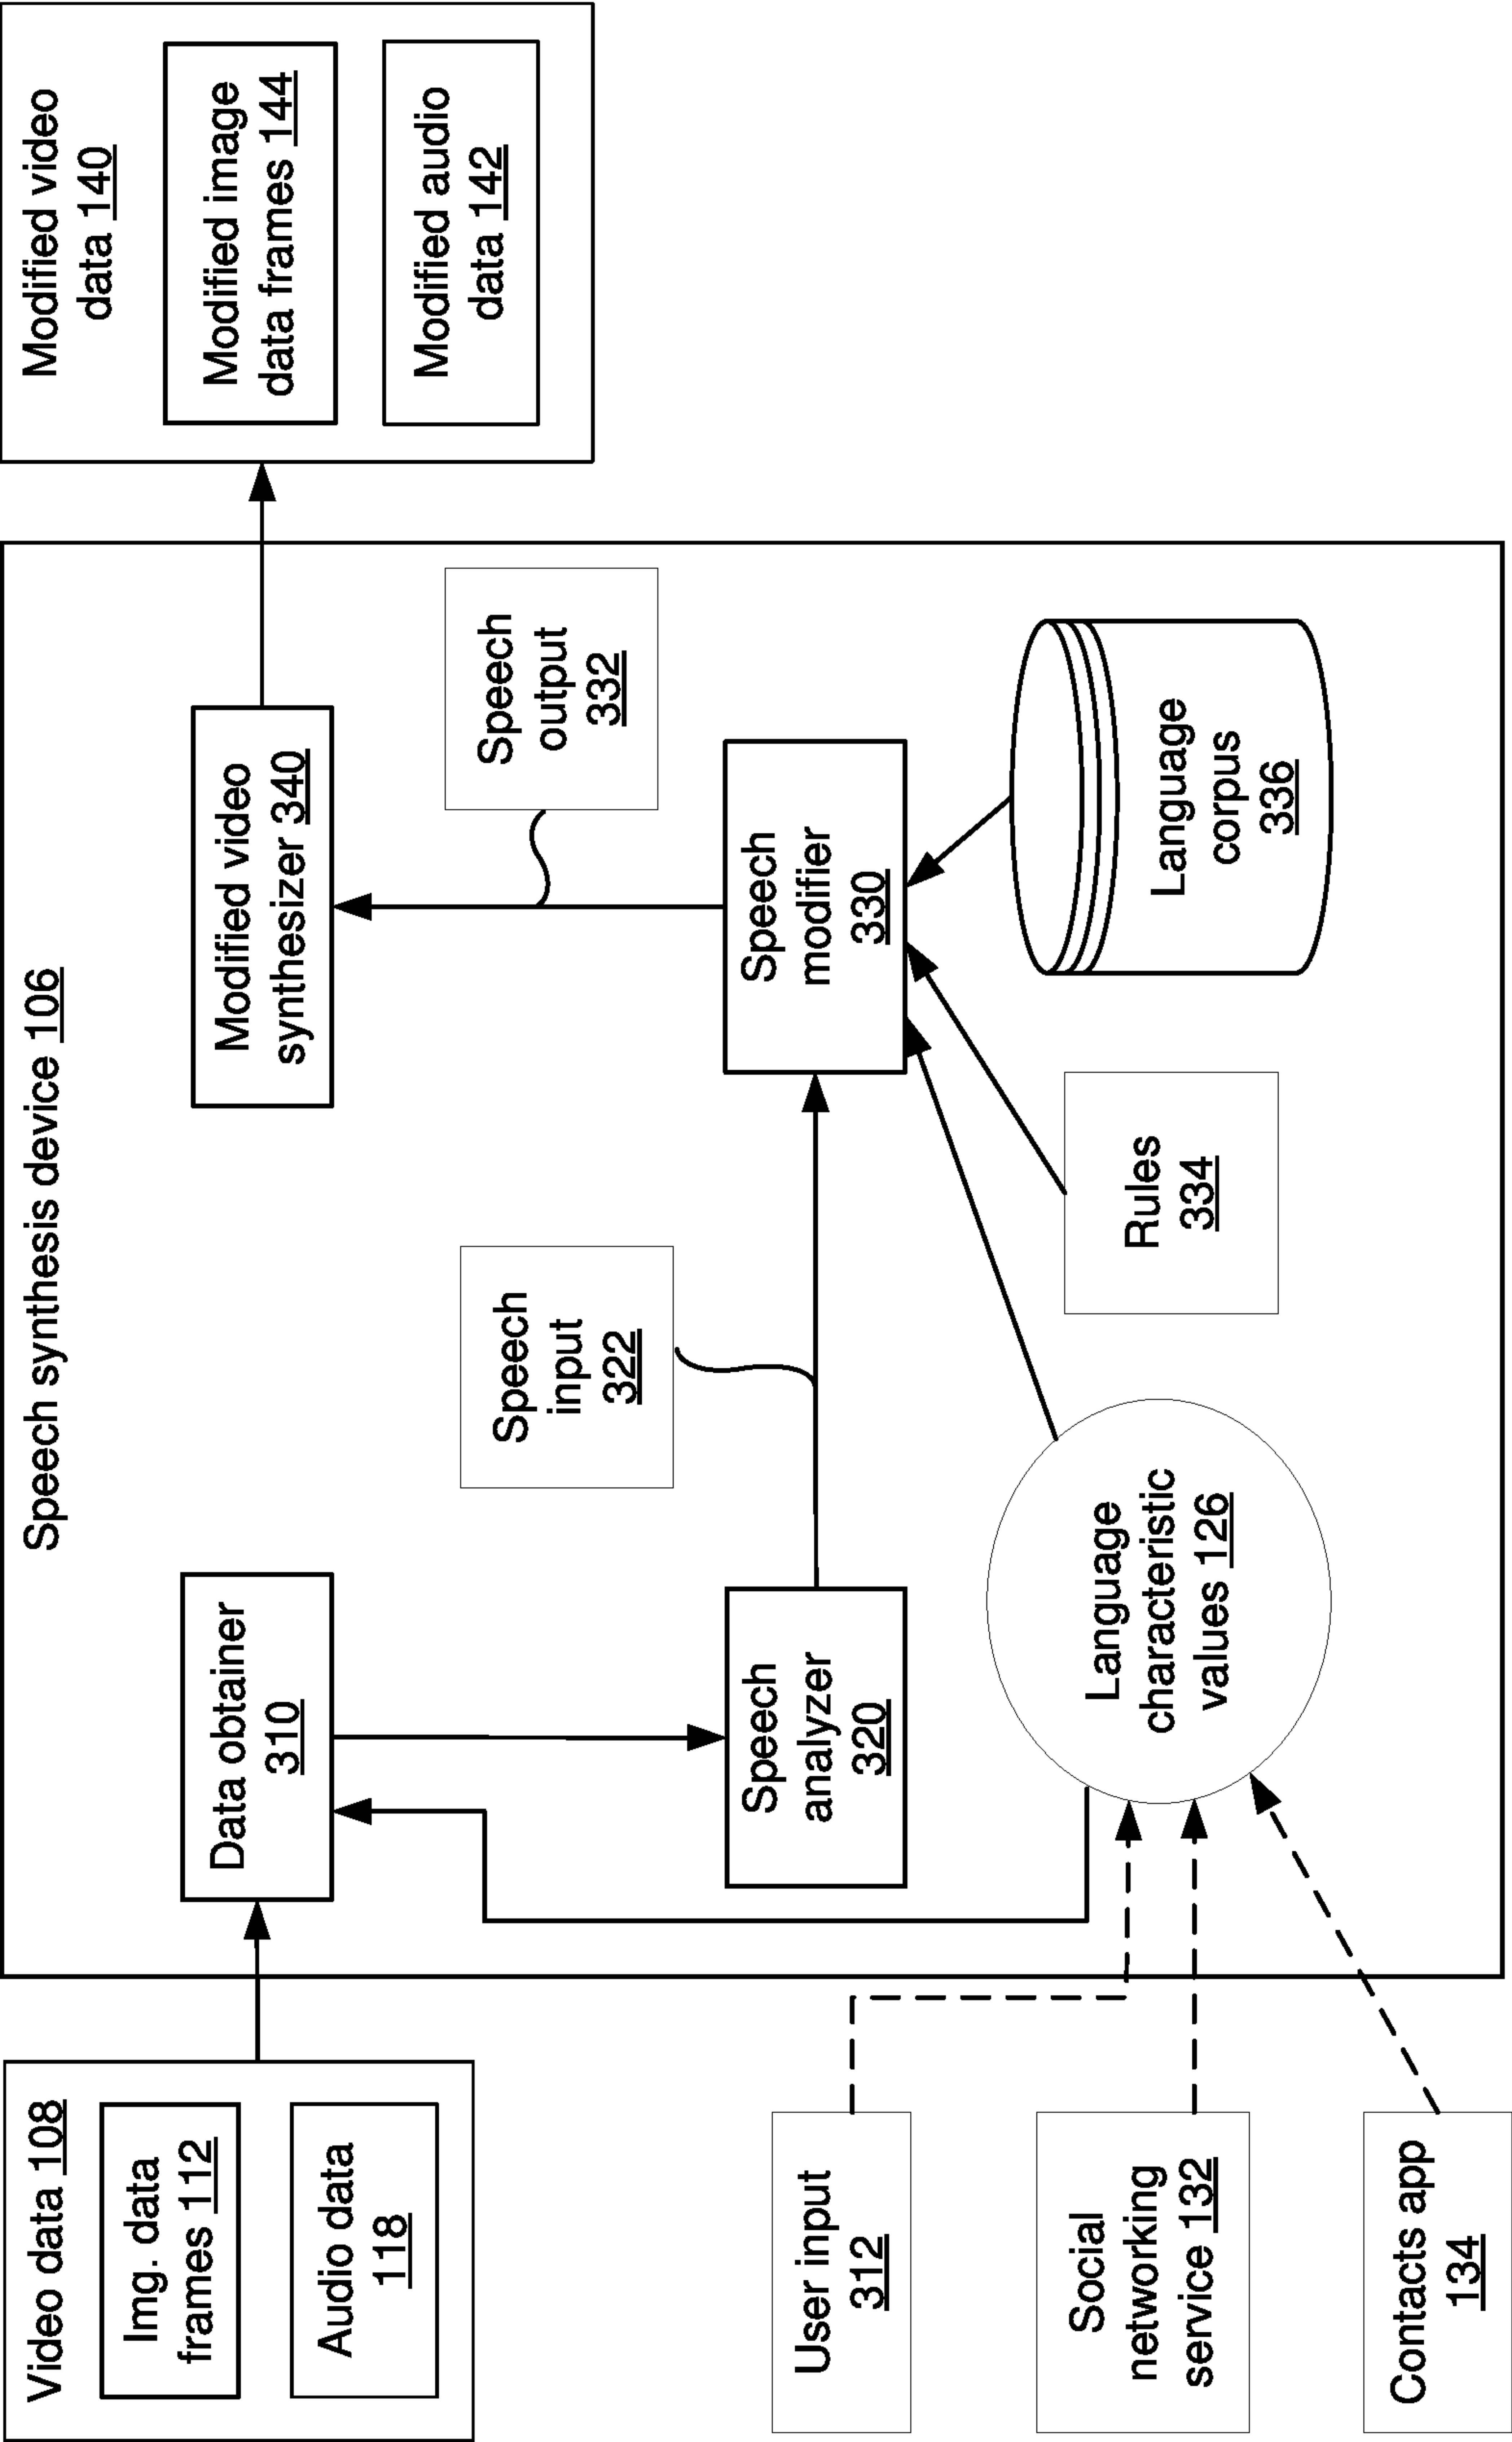 Video data 108
Img. data
frames 112
Audio data
118
User input
312
Social
networking
service 132
Contacts app
134
Speech synthesis device 106
Data obtainer
310
Speech
analyzer
320
Language
characteristic
values 126
Speech
input
322
Rules
334
Modified video
synthesizer 340
Speech
modifier
330
Speech
output
332
Language
corpus
336
Modified video
data 140
Modified image
data frames 144
Modified audio
data 142